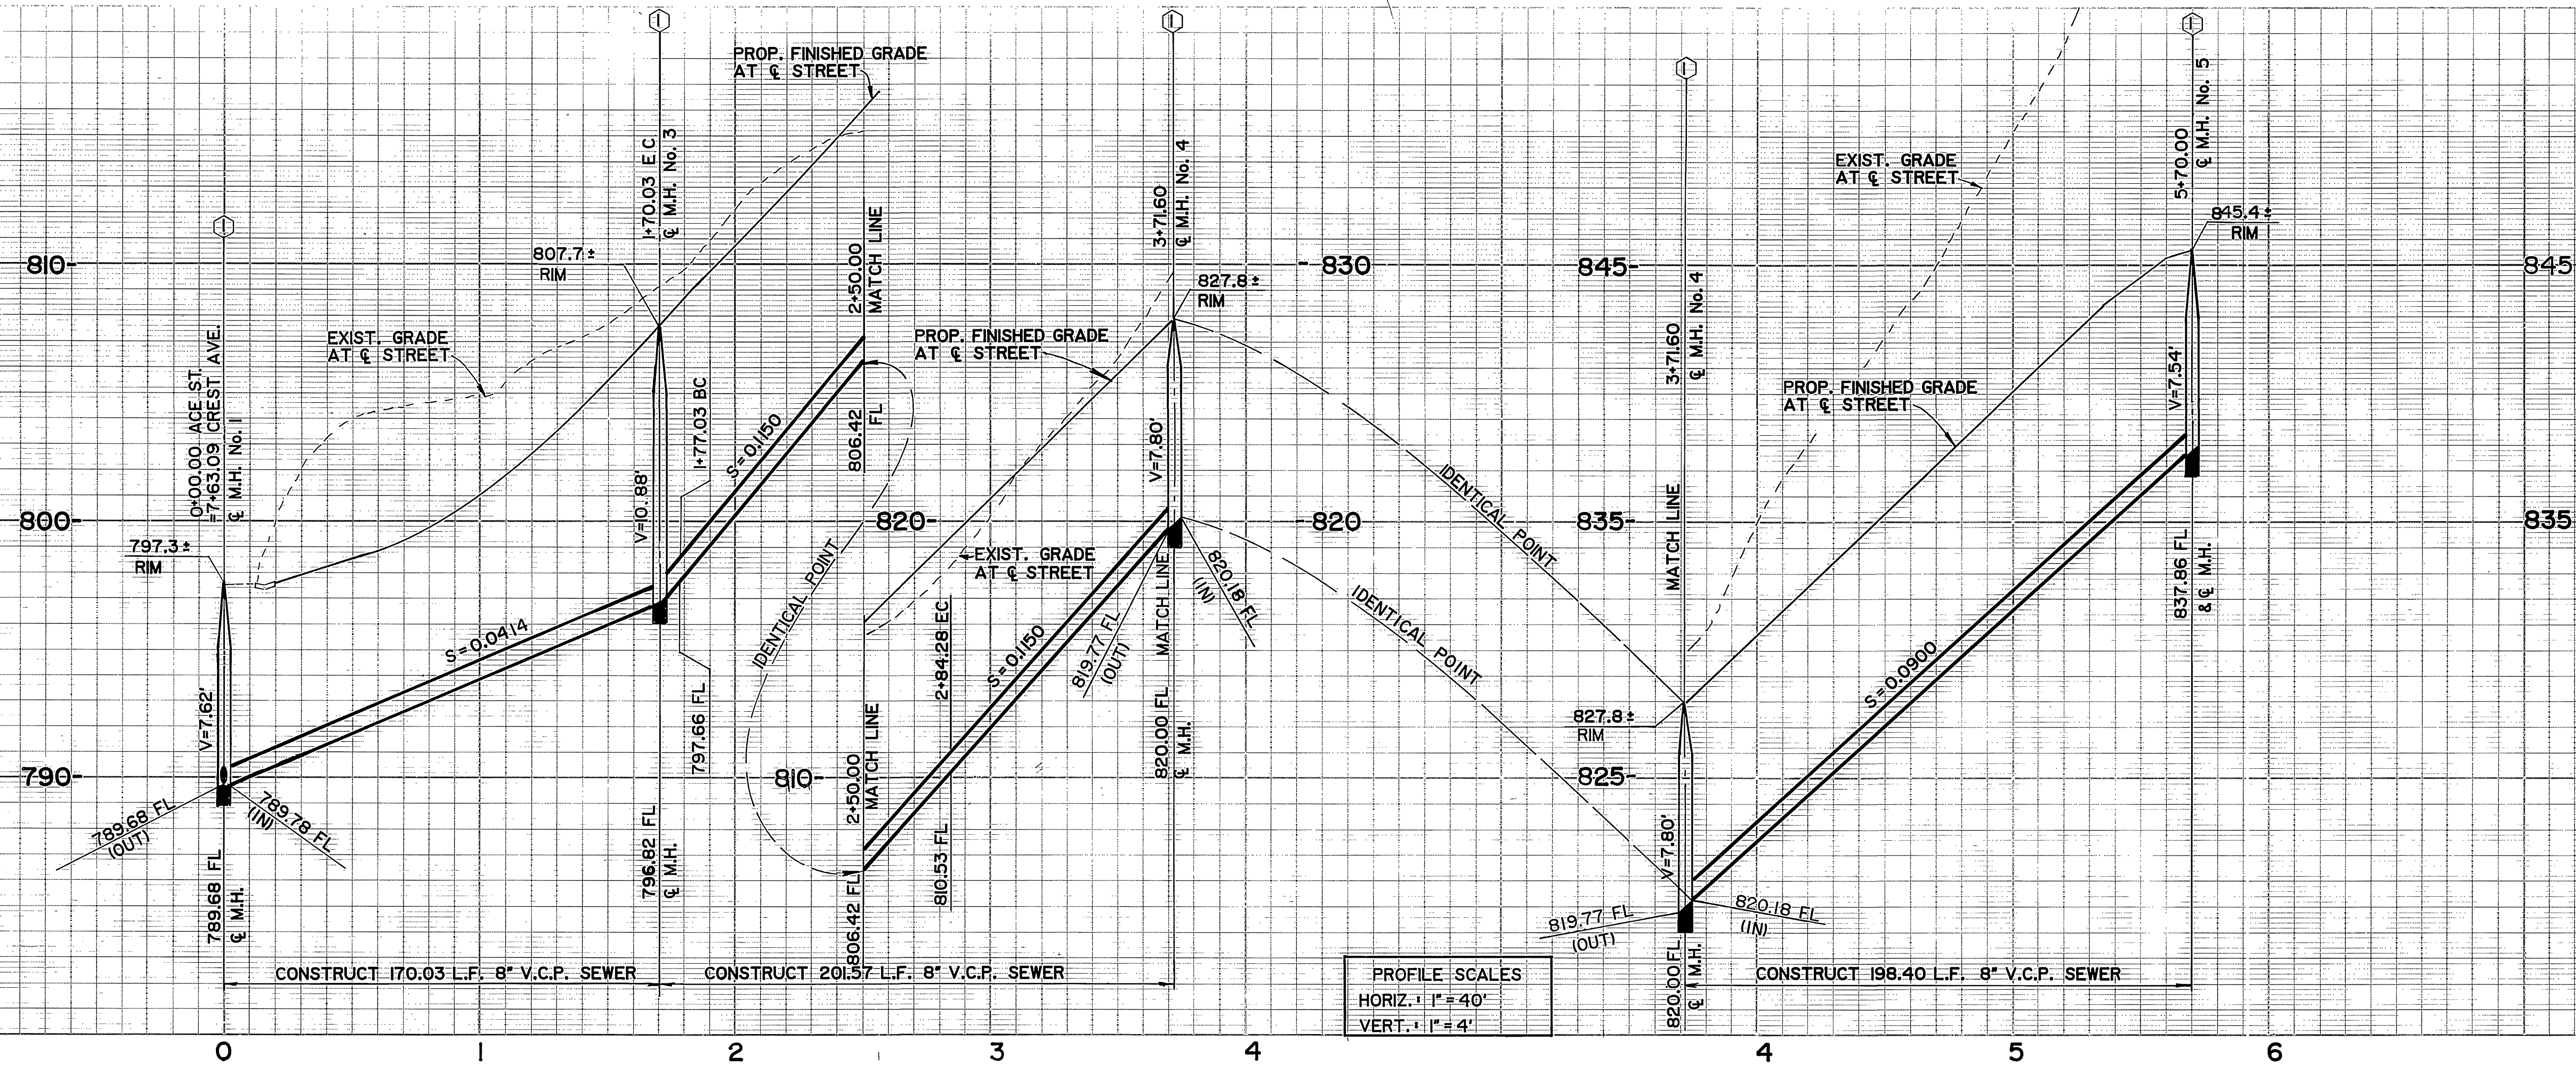 PROP. FINISHED GRADE
AT ℄ STREET
1+70.03 E.C
℄ M.H. No. 3
807.7±
RIM
810-
EXIST. GRADE
AT ℄ STREET
0+00.00 ACE ST.
=7+63.09 CREST AVE.
℄ M.H. No. 1
800-
797.3±
RIM
V=7.62'
S=0.0414
790-
789.68 FL
(OUT)
789.78 FL
(IN)
789.68 FL
℄ M.H.
V=10.88'
1+77.03 BC
S=0.1150
797.66 FL
796.82 FL
℄ M.H.
2+50.00
MATCH LINE
806.42
FL
IDENTICAL POINT
820-
810-
2+50.00
MATCH LINE
806.42 FL
2+84.28 EC
810.53 FL
EXIST. GRADE
AT ℄ STREET
PROP. FINISHED GRADE
AT ℄ STREET
S=0.1150
3+71.60
℄ M.H. No. 4
827.8±
RIM
V=7.80'
819.77 FL
(OUT)
MATCH LINE
820.18 FL
(IN)
820.00 FL
℄ M.H.
-830
-820
IDENTICAL POINT
IDENTICAL POINT
845-
835-
825-
3+71.60
℄ M.H. No. 4
MATCH LINE
827.8±
RIM
V=7.80'
819.77 FL
(OUT)
820.18 FL
(IN)
820.00 FL
℄ M.H.
EXIST. GRADE
AT ℄ STREET
PROP. FINISHED GRADE
AT ℄ STREET
S=0.0900
5+70.00
℄ M.H. No. 5
845.4±
RIM
V=7.54'
837.86 FL
& ℄ M.H.
845
835
CONSTRUCT 170.03 L.F. 8" V.C.P. SEWER
CONSTRUCT 201.57 L.F. 8" V.C.P. SEWER
CONSTRUCT 198.40 L.F. 8" V.C.P. SEWER
PROFILE SCALES
HORIZ.: 1"=40'
VERT.: 1"=4'
0 1 2 3 4 4 5 6
1
1
1
1
1